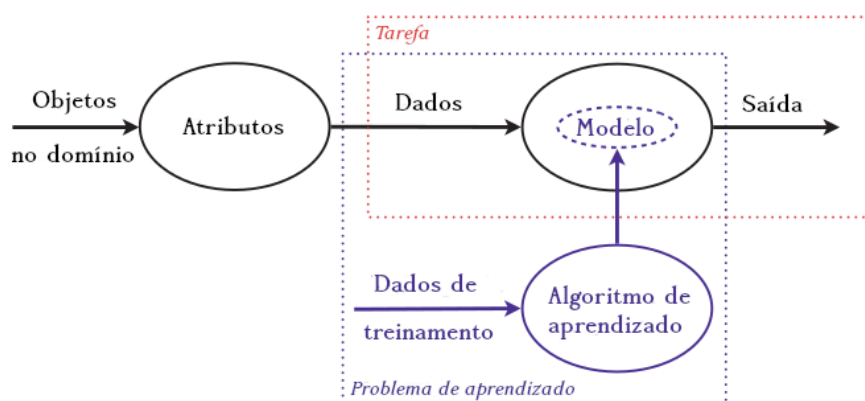 Tarefa
Objetos
no domínio
Atributos
Dados
Modelo
Saída
Dados de
treinamento
Algoritmo de
aprendizado
Problema de aprendizado